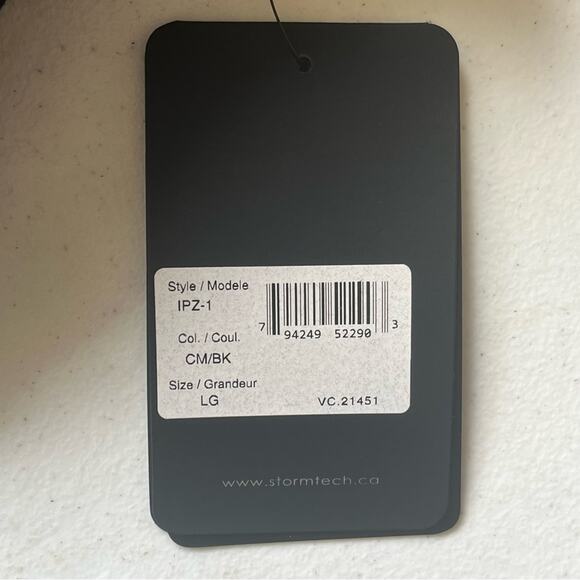 Style / Modele
IPZ-1
7 94249 52290 3
Col. / Coul.
CM/BK
Size / Grandeur
LG
VC.21451
www.stormtech.ca